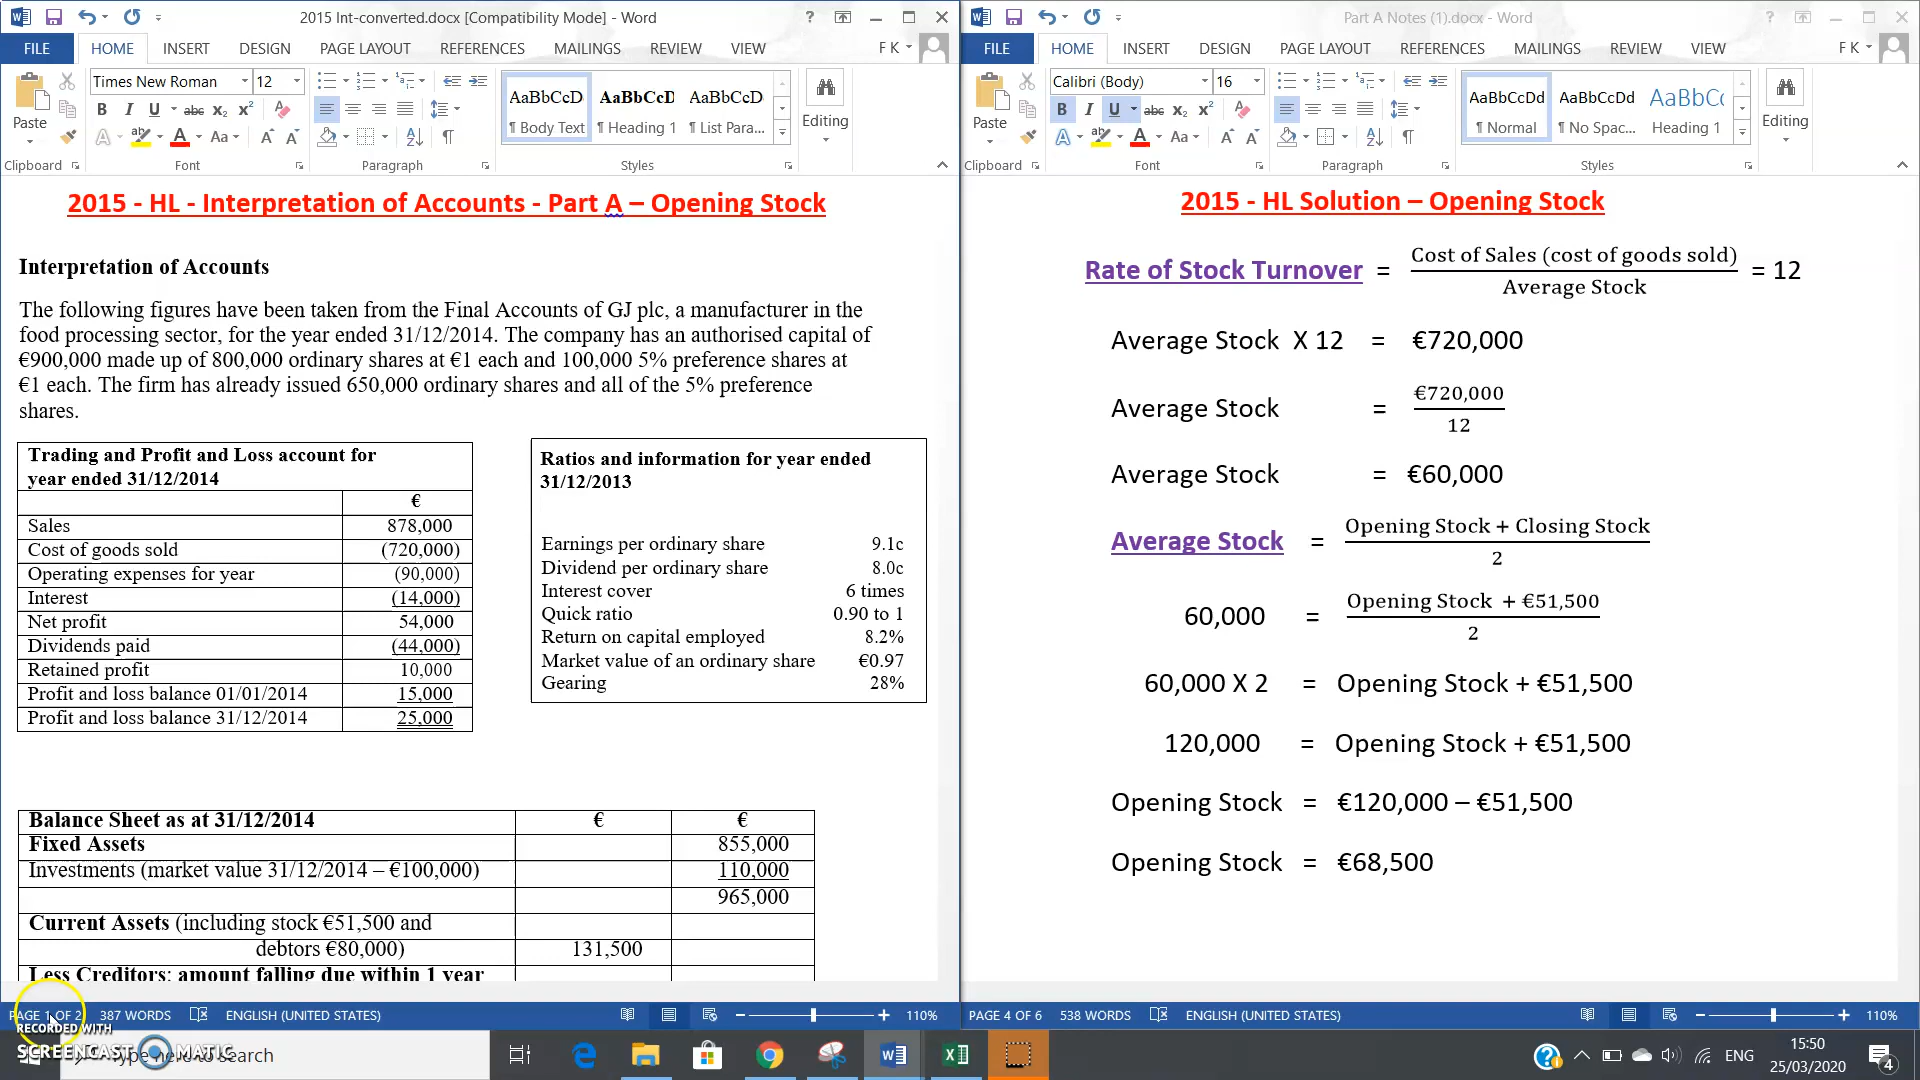 2015 Int-converted.docx [Compatibility Mode] - Word
FILE HOME INSERT DESIGN PAGE LAYOUT REFERENCES MAILINGS REVIEW VIEW F K
Times New Roman 12
Paste
AaBbCcD AaBbCcD AaBbCcD
¶ Body Text ¶ Heading 1 ¶ List Para...
Editing
Clipboard Font Paragraph Styles
2015 - HL - Interpretation of Accounts - Part A – Opening Stock
Interpretation of Accounts
The following figures have been taken from the Final Accounts of GJ plc, a manufacturer in the
food processing sector, for the year ended 31/12/2014. The company has an authorised capital of
€900,000 made up of 800,000 ordinary shares at €1 each and 100,000 5% preference shares at
€1 each. The firm has already issued 650,000 ordinary shares and all of the 5% preference
shares.
Trading and Profit and Loss account for
year ended 31/12/2014
€
Sales 878,000
Cost of goods sold (720,000)
Operating expenses for year (90,000)
Interest (14,000)
Net profit 54,000
Dividends paid (44,000)
Retained profit 10,000
Profit and loss balance 01/01/2014 15,000
Profit and loss balance 31/12/2014 25,000
Ratios and information for year ended
31/12/2013
Earnings per ordinary share 9.1c
Dividend per ordinary share 8.0c
Interest cover 6 times
Quick ratio 0.90 to 1
Return on capital employed 8.2%
Market value of an ordinary share €0.97
Gearing 28%
Balance Sheet as at 31/12/2014 € €
Fixed Assets 855,000
Investments (market value 31/12/2014 – €100,000) 110,000
965,000
Current Assets (including stock €51,500 and
debtors €80,000) 131,500
Less Creditors: amount falling due within 1 year
PAGE 1 OF 2 387 WORDS ENGLISH (UNITED STATES) 110%
Part A Notes (1).docx - Word
FILE HOME INSERT DESIGN PAGE LAYOUT REFERENCES MAILINGS REVIEW VIEW F K
Calibri (Body) 16
Paste
AaBbCcDd AaBbCcDd AaBbCc
¶ Normal ¶ No Spac... Heading 1
Editing
Clipboard Font Paragraph Styles
2015 - HL Solution – Opening Stock
Rate of Stock Turnover = Cost of Sales (cost of goods sold) = 12
Average Stock
Average Stock X 12 = €720,000
Average Stock = €720,000
12
Average Stock = €60,000
Average Stock = Opening Stock + Closing Stock
2
60,000 = Opening Stock + €51,500
2
60,000 X 2 = Opening Stock + €51,500
120,000 = Opening Stock + €51,500
Opening Stock = €120,000 – €51,500
Opening Stock = €68,500
PAGE 4 OF 6 538 WORDS ENGLISH (UNITED STATES) 110%
RECORDED WITH
SCREENCAST MATIC
Type here to search
ENG
15:50
25/03/2020
4